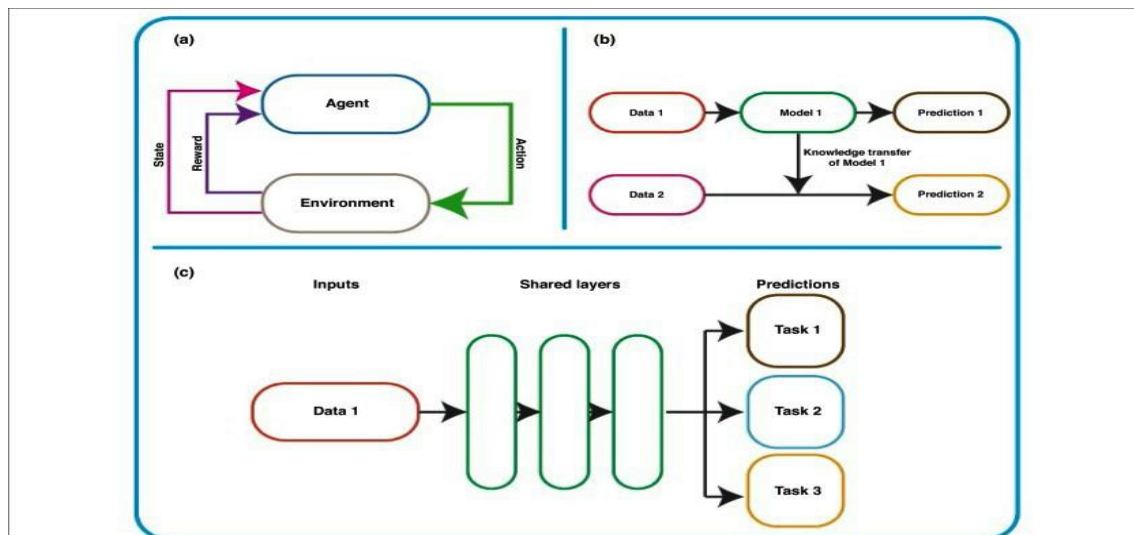 (a)
Agent
State
Reward
Action
Environment
(b)
Data 1
Model 1
Prediction 1
Knowledge transfer
of Model 1
Data 2
Prediction 2
(c)
Inputs
Shared layers
Predictions
Data 1
Task 1
Task 2
Task 3